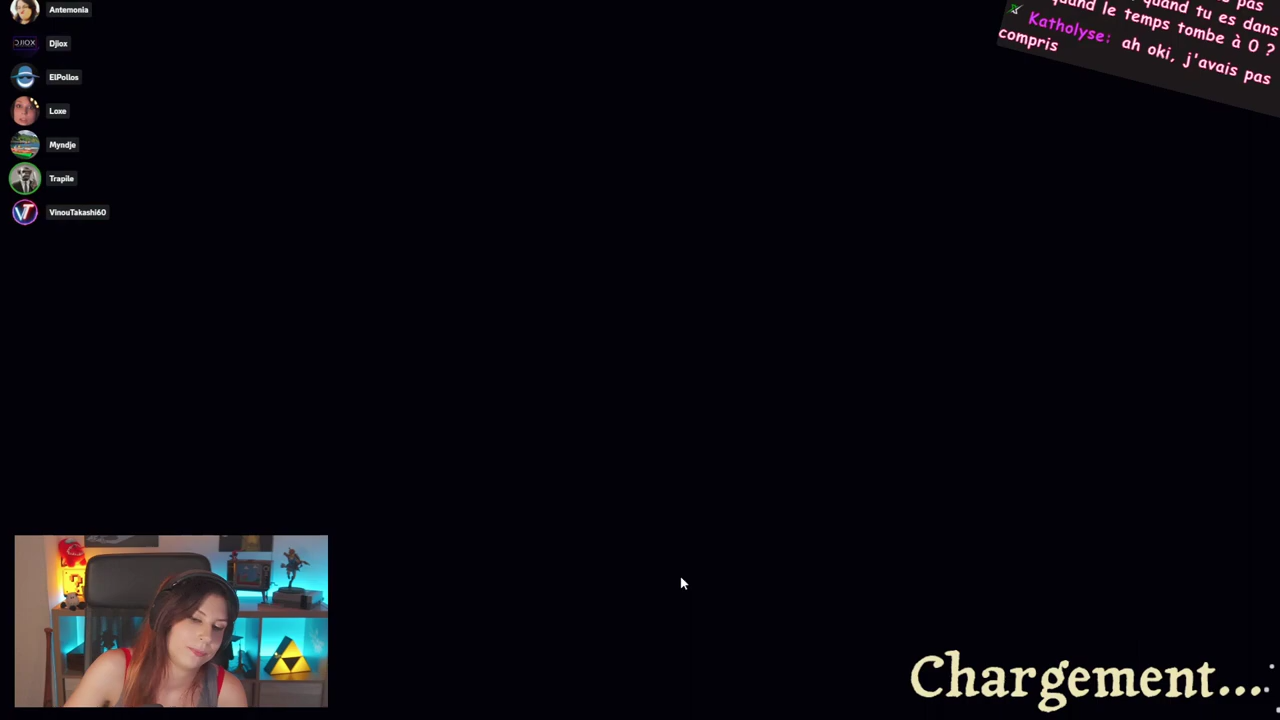 Antemonia
Djiox
ElPollos
Loxe
Myndje
Trapile
VinouTakashi60
pas
quand tu es dans
quand le temps tombe à 0 ?
Katholyse: ah oki, j'avais pas
compris
Chargement...